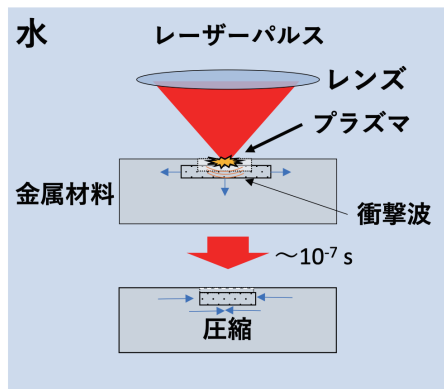 水
レーザーパルス
レンズ
プラズマ
金属材料
衝撃波
～10⁻⁷ s
圧縮